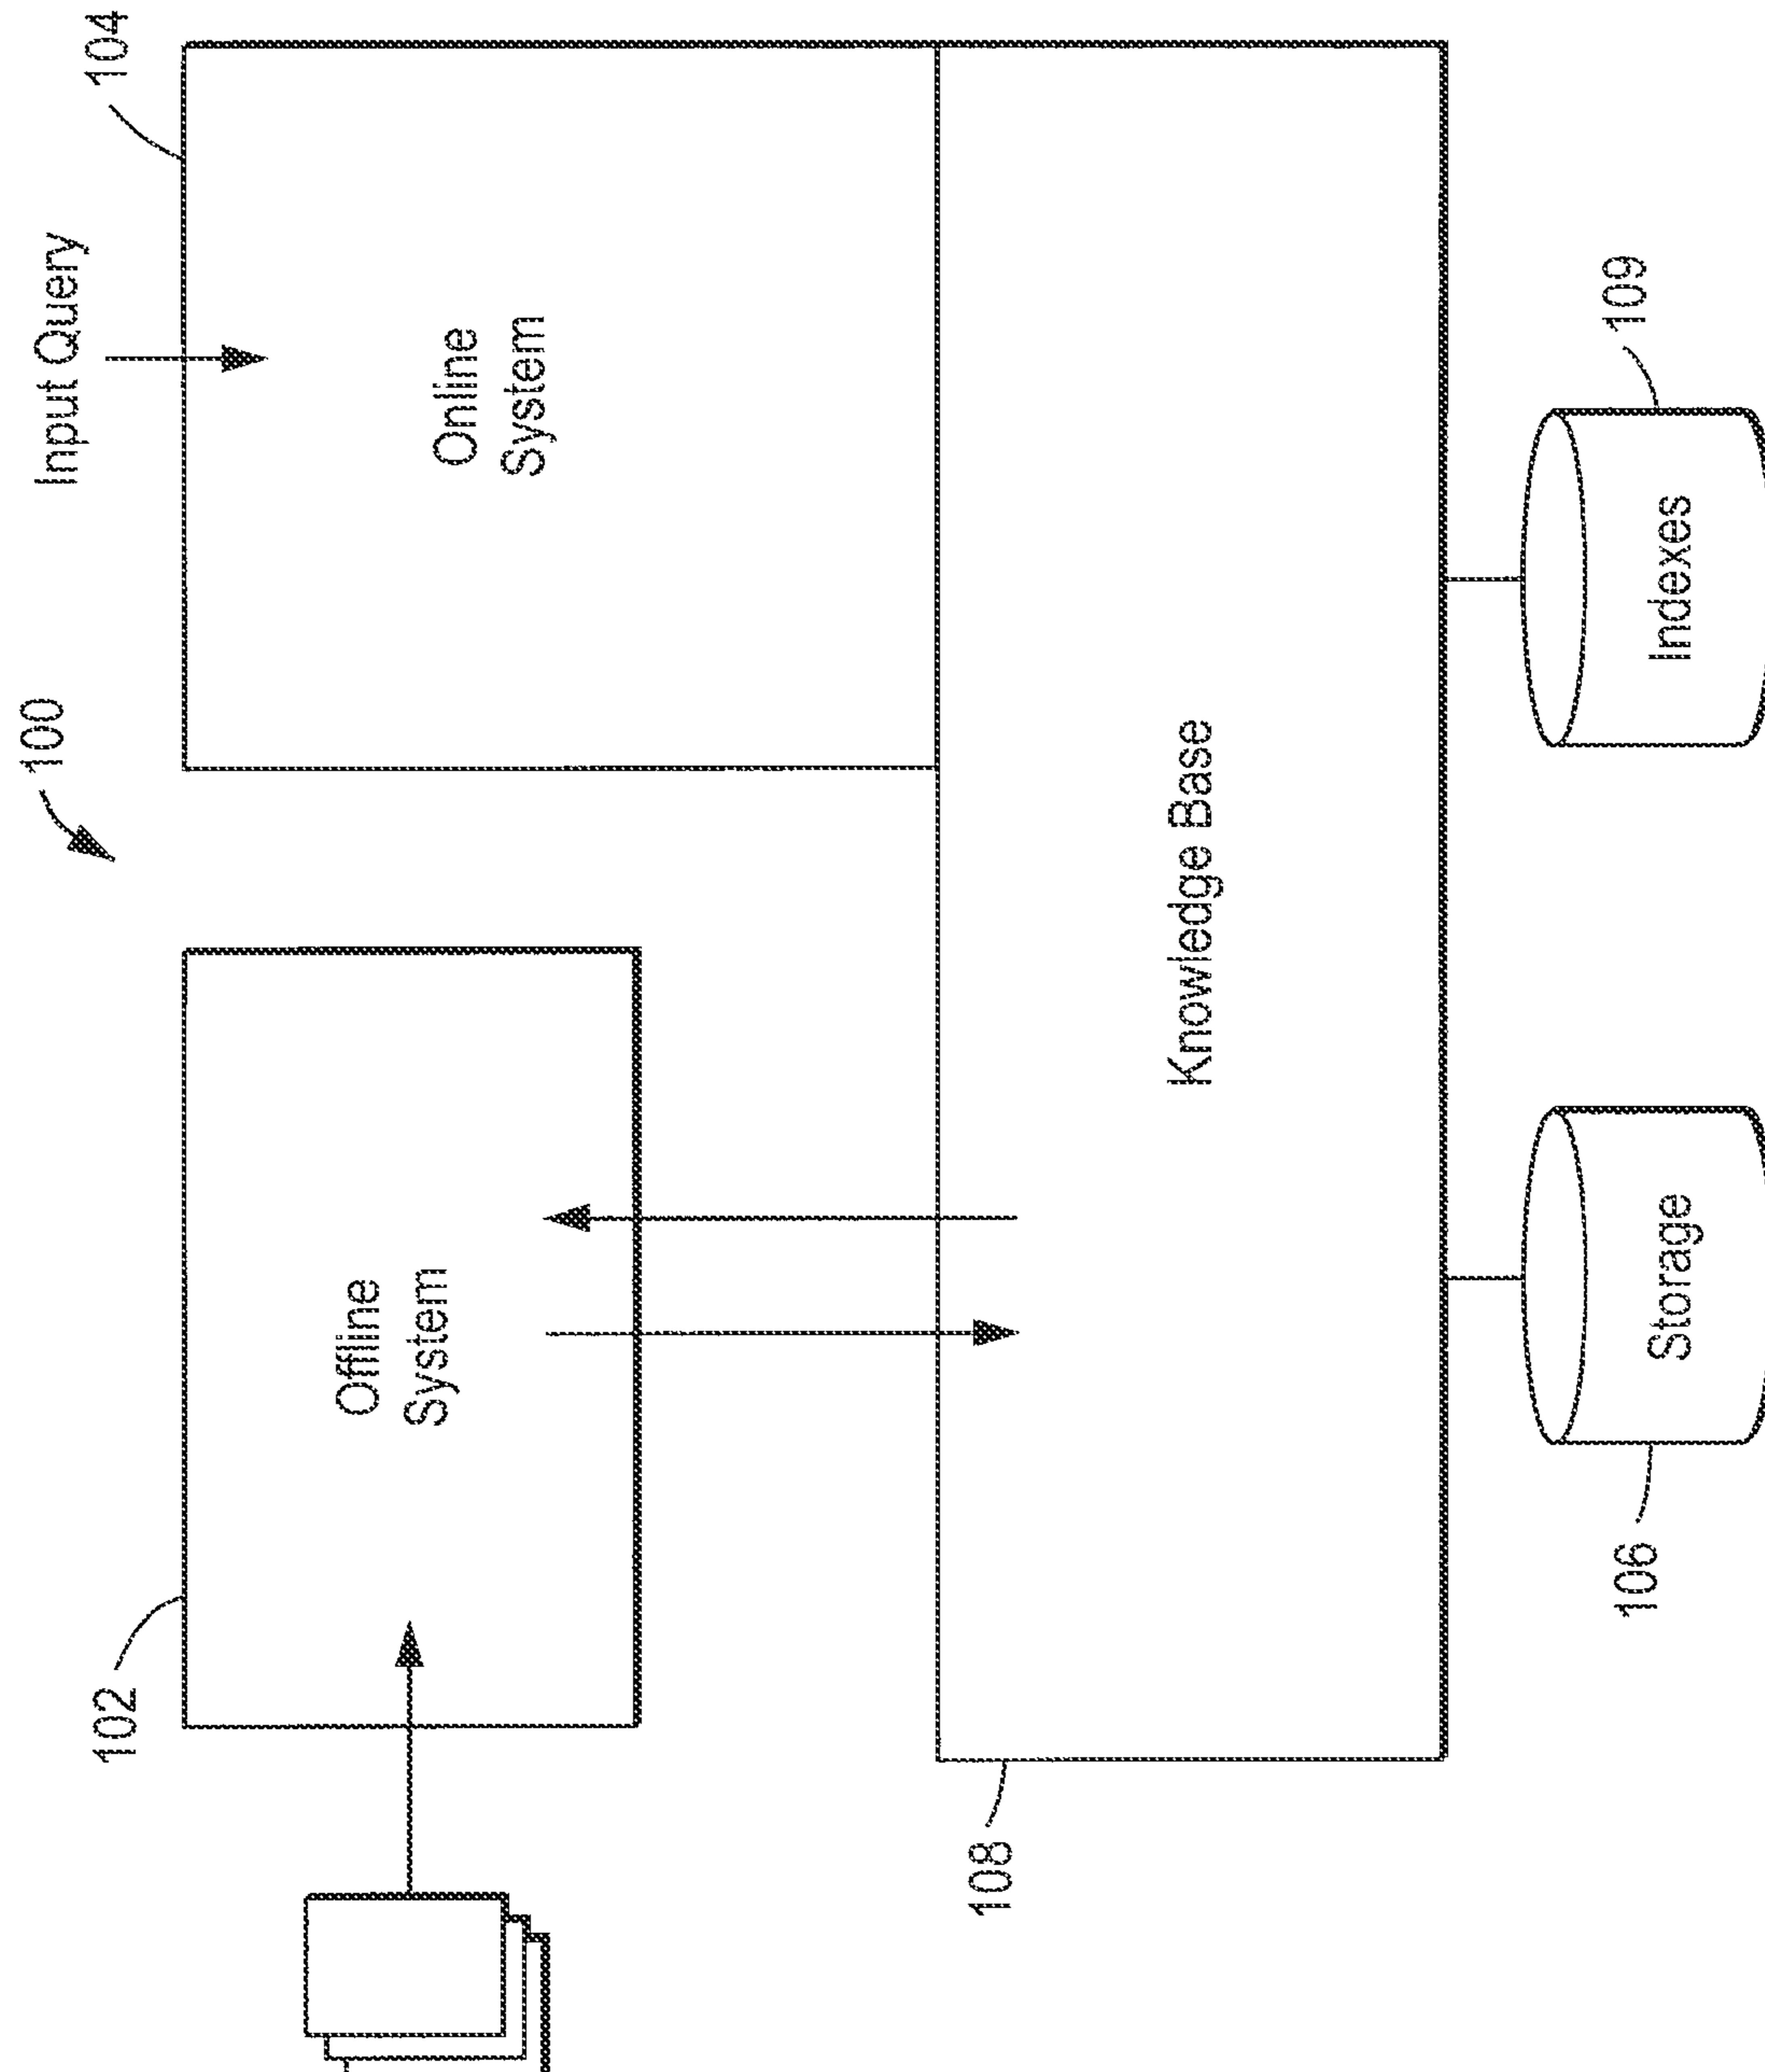 100
Input Query
104
102
Offline
System
Online
System
108
Knowledge Base
106
Storage
Indexes
109